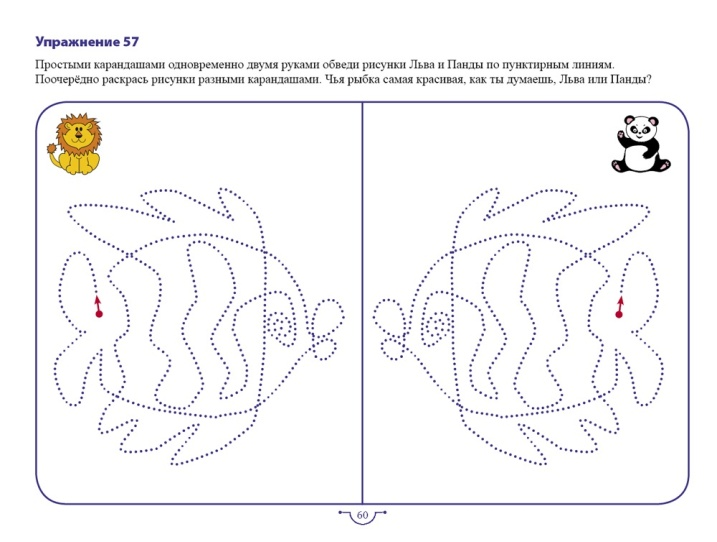 Упражнение 57
Простыми карандашами одновременно двумя руками обведи рисунки Льва и Панды по пунктирным линиям.
Поочерёдно раскрась рисунки разными карандашами. Чья рыбка самая красивая, как ты думаешь, Льва или Панды?
60